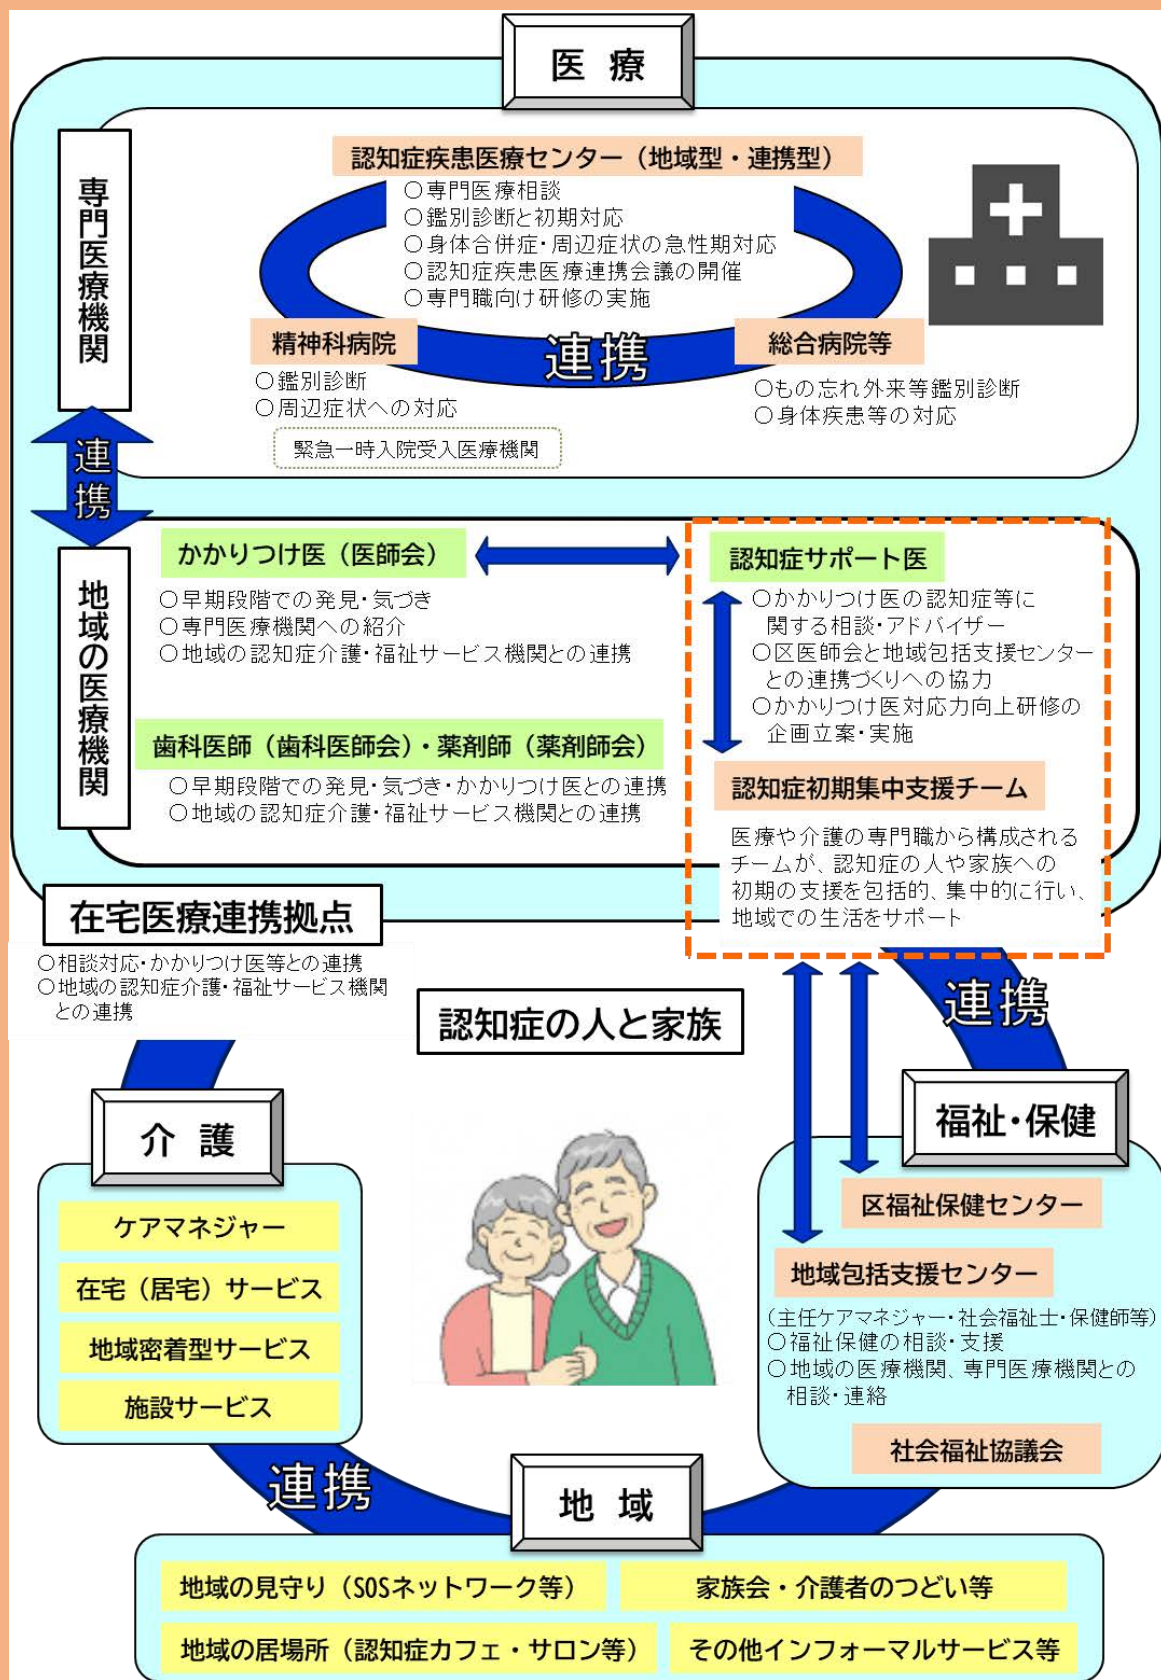 医 療
専門医療機関
認知症疾患医療センター（地域型・連携型）
○専門医療相談
○鑑別診断と初期対応
○身体合併症・周辺症状の急性期対応
○認知症疾患医療連携会議の開催
○専門職向け研修の実施
精神科病院
連携
総合病院等
○鑑別診断
○周辺症状への対応
緊急一時入院受入医療機関
○もの忘れ外来等鑑別診断
○身体疾患等の対応
連携
地域の医療機関
かかりつけ医（医師会）
○早期段階での発見・気づき
○専門医療機関への紹介
○地域の認知症介護・福祉サービス機関との連携
歯科医師（歯科医師会）・薬剤師（薬剤師会）
○早期段階での発見・気づき・かかりつけ医との連携
○地域の認知症介護・福祉サービス機関との連携
認知症サポート医
○かかりつけ医の認知症等に
関する相談・アドバイザー
○区医師会と地域包括支援センター
との連携づくりへの協力
○かかりつけ医対応力向上研修の
企画立案・実施
認知症初期集中支援チーム
医療や介護の専門職から構成される
チームが、認知症の人や家族への
初期の支援を包括的、集中的に行い、
地域での生活をサポート
在宅医療連携拠点
○相談対応・かかりつけ医等との連携
○地域の認知症介護・福祉サービス機関
との連携
認知症の人と家族
連携
介 護
ケアマネジャー
在宅（居宅）サービス
地域密着型サービス
施設サービス
福祉・保健
区福祉保健センター
地域包括支援センター
（主任ケアマネジャー・社会福祉士・保健師等）
○福祉保健の相談・支援
○地域の医療機関、専門医療機関との
相談・連絡
社会福祉協議会
連携
地 域
地域の見守り（SOSネットワーク等）
家族会・介護者のつどい等
地域の居場所（認知症カフェ・サロン等）
その他インフォーマルサービス等